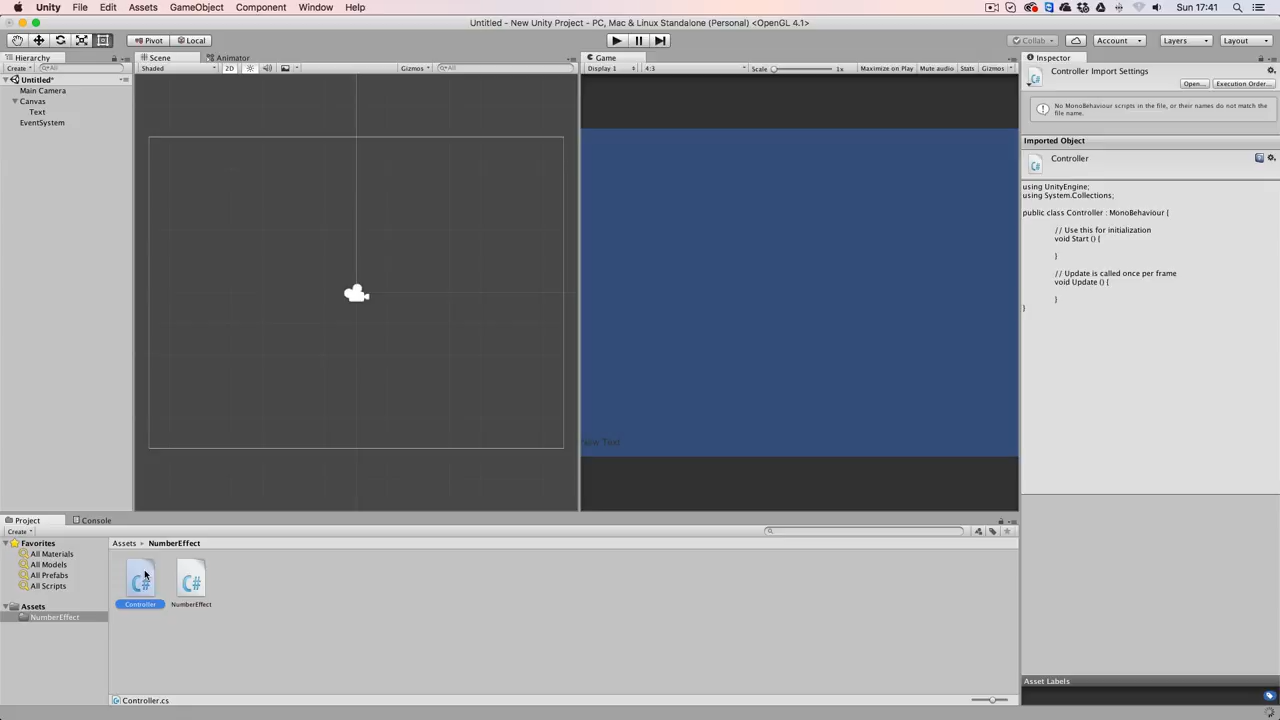 Unity File Edit Assets GameObject Component Window Help Sun 17:41
Untitled - New Unity Project - PC, Mac & Linux Standalone (Personal) <OpenGL 4.1>
Pivot Local Collab Account Layers Layout
Hierarchy
Create All
Untitled*
Main Camera
Canvas
Text
EventSystem
Scene Animator
Shaded 2D Gizmos All
Game
Display 1 4:3 Scale 1x Maximize on Play Mute audio Stats Gizmos
New Text
Inspector
Controller Import Settings
Open... Execution Order...
No MonoBehaviour scripts in the file, or their names do not match the
file name.
Imported Object
Controller
using UnityEngine;
using System.Collections;
public class Controller : MonoBehaviour {
// Use this for initialization
void Start () {
}
// Update is called once per frame
void Update () {
}
}
Project Console
Create
Favorites
All Materials
All Models
All Prefabs
All Scripts
Assets
NumberEffect
Assets NumberEffect
C# C#
Controller NumberEffect
Controller.cs
Asset Labels